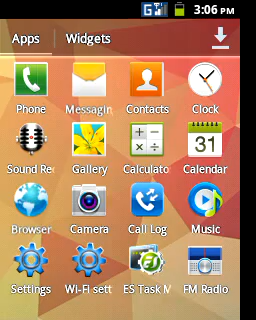 G 3:06 PM
Apps Widgets
Phone Messagin Contacts Clock
31
Sound Re Gallery Calculato Calendar
Browser Camera Call Log Music
Settings Wi-Fi sett ES Task M FM Radio